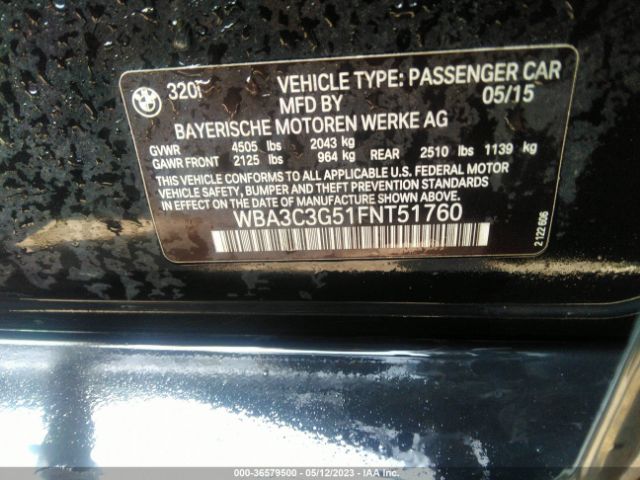 320i VEHICLE TYPE: PASSENGER CAR
MFD BY 05/15
BAYERISCHE MOTOREN WERKE AG
GVWR 4505 lbs 2043 kg
GAWR FRONT 2125 lbs 964 kg REAR 2510 lbs 1139 kg
THIS VEHICLE CONFORMS TO ALL APPLICABLE U.S. FEDERAL MOTOR
VEHICLE SAFETY, BUMPER AND THEFT PREVENTION STANDARDS
IN EFFECT ON THE DATE OF MANUFACTURE SHOWN ABOVE.
WBA3C3G51FNT51760
2 122 606
000-36579500 - 05/12/2023 - IAA Inc.